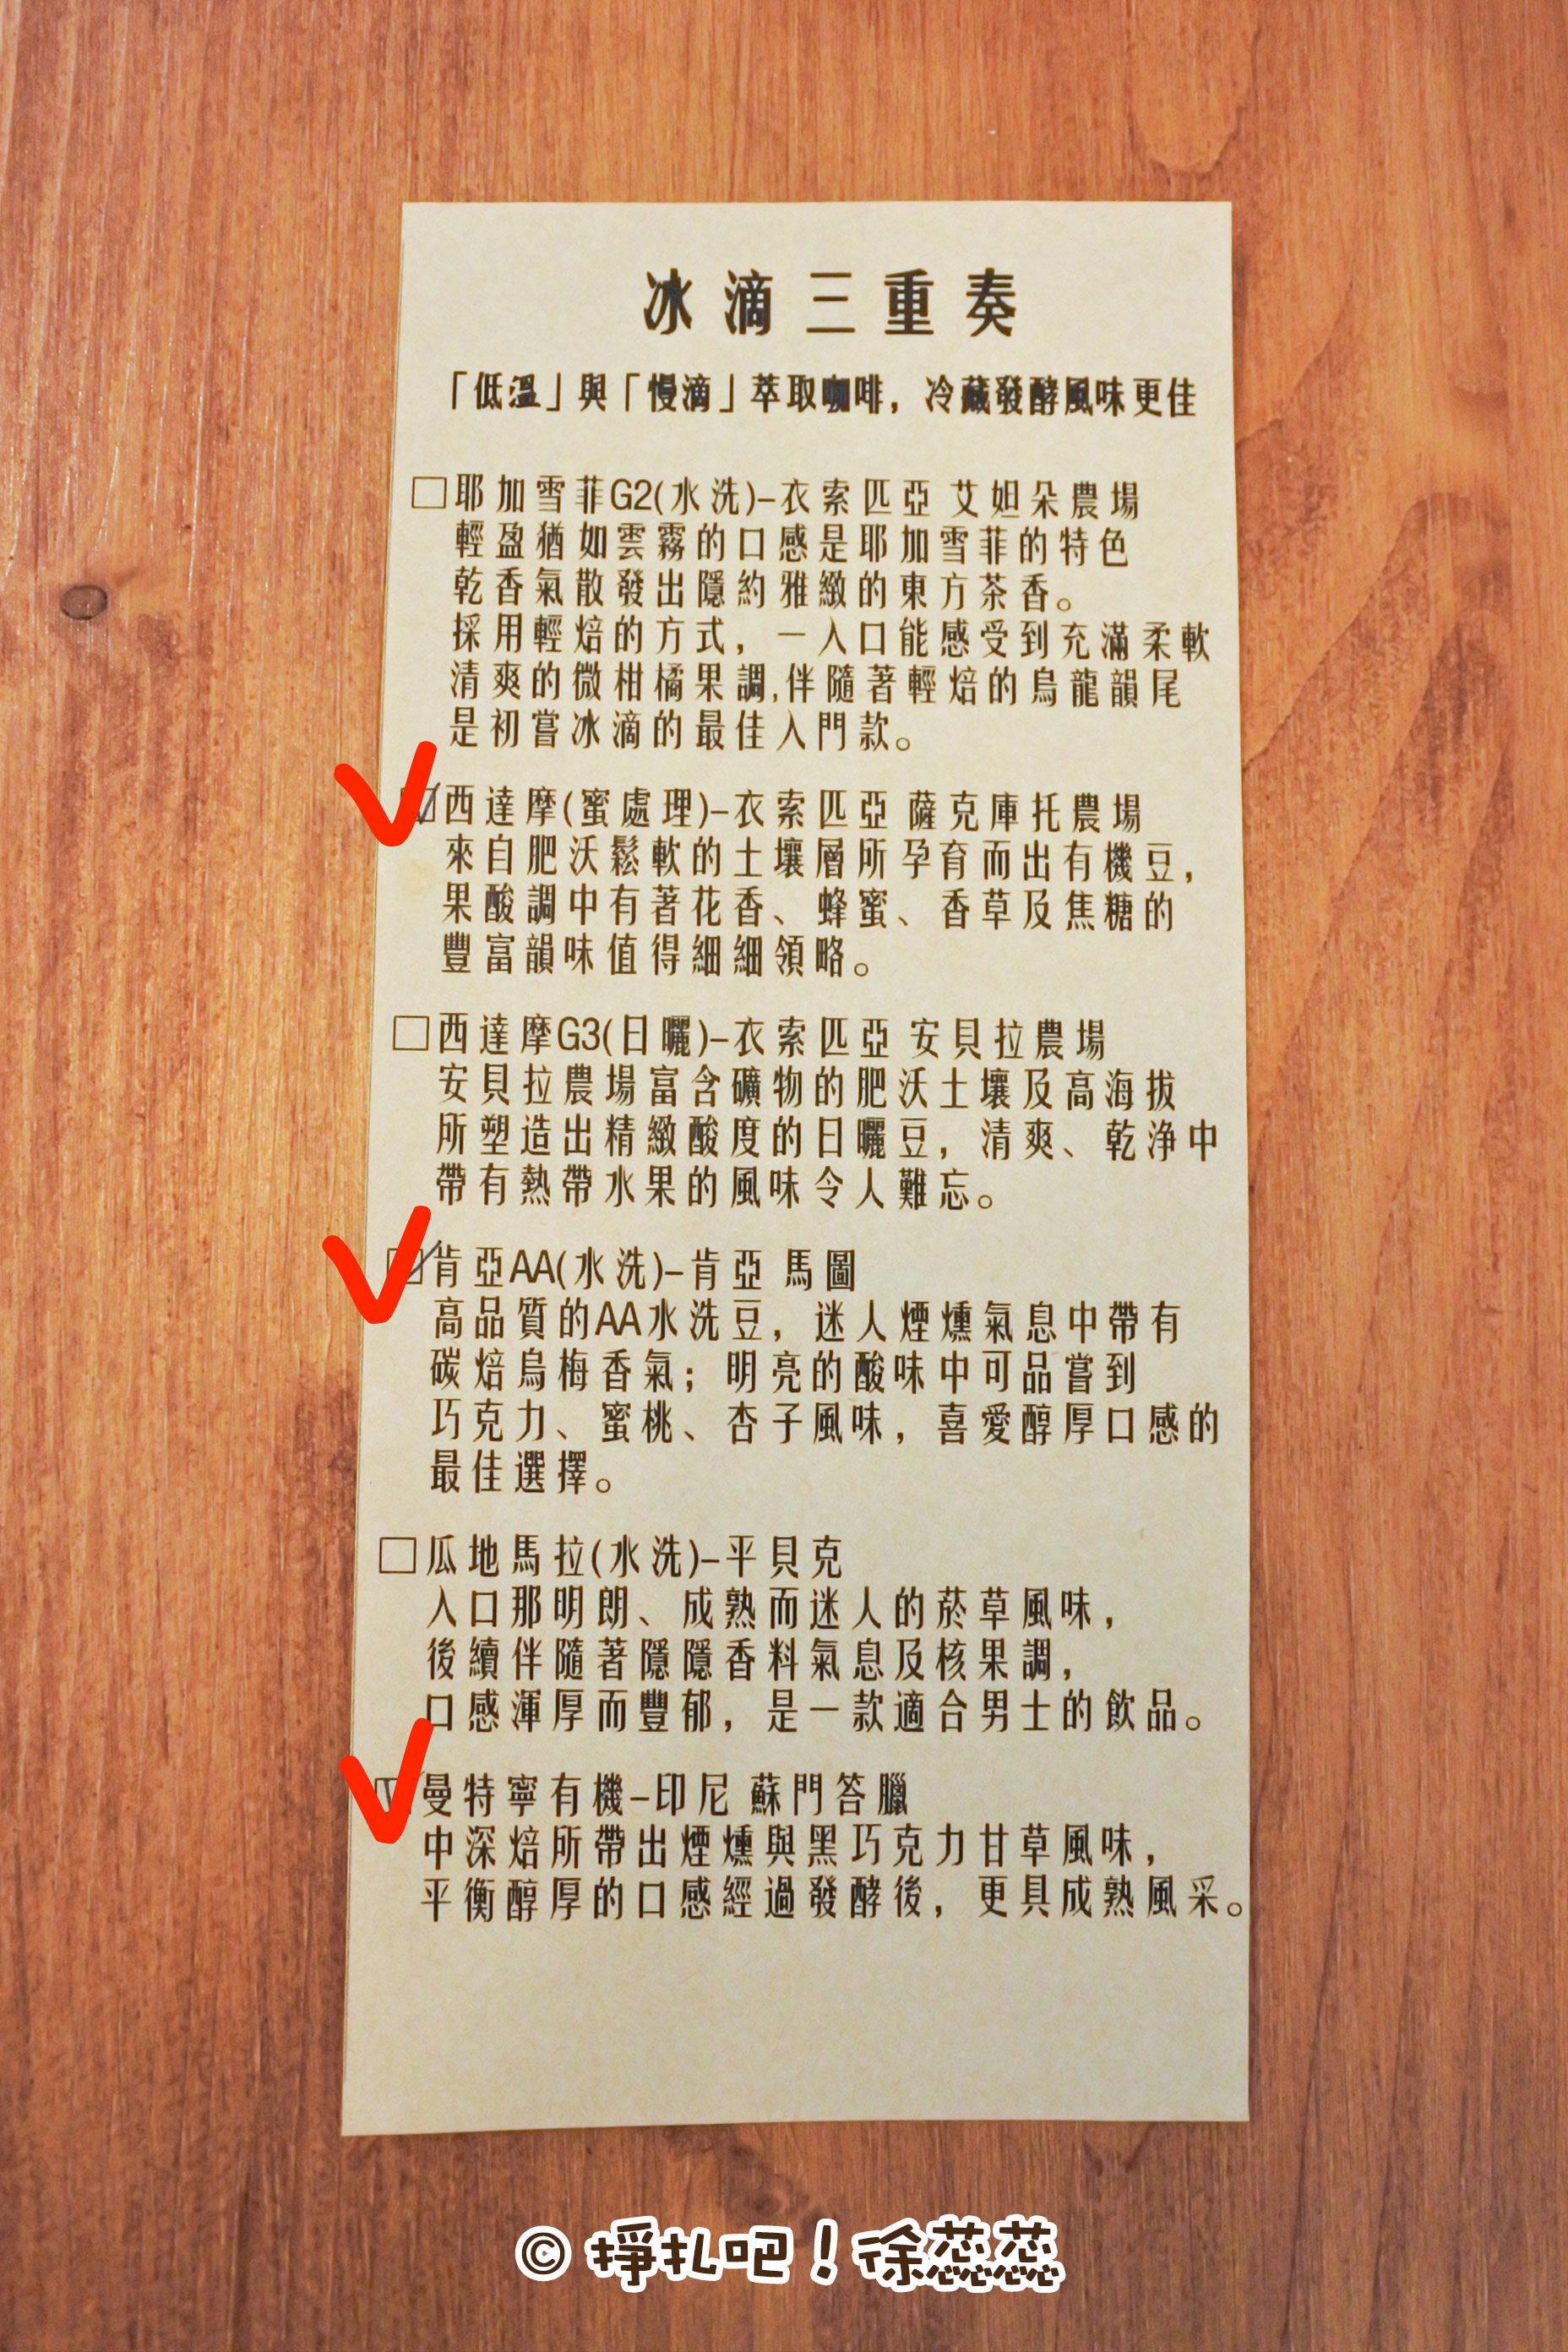 冰滴三重奏
「低溫」與「慢滴」萃取咖啡，冷藏發酵風味更佳
□耶加雪菲G2(水洗)-衣索匹亞 艾妲朵農場
輕盈猶如雲霧的口感是耶加雪菲的特色
乾香氣散發出隱約雅緻的東方茶香。
採用輕焙的方式，一入口能感受到充滿柔軟
清爽的微柑橘果調,伴隨著輕焙的烏龍韻尾
是初嘗冰滴的最佳入門款。
☑西達摩(蜜處理)-衣索匹亞 薩克庫托農場
來自肥沃鬆軟的土壤層所孕育而出有機豆，
果酸調中有著花香、蜂蜜、香草及焦糖的
豐富韻味值得細細領略。
□西達摩G3(日曬)-衣索匹亞 安貝拉農場
安貝拉農場富含礦物的肥沃土壤及高海拔
所塑造出精緻酸度的日曬豆，清爽、乾淨中
帶有熱帶水果的風味令人難忘。
☑肯亞AA(水洗)-肯亞 馬圖
高品質的AA水洗豆，迷人煙燻氣息中帶有
碳焙烏梅香氣；明亮的酸味中可品嘗到
巧克力、蜜桃、杏子風味，喜愛醇厚口感的
最佳選擇。
□瓜地馬拉(水洗)-平貝克
入口那明朗、成熟而迷人的菸草風味，
後續伴隨著隱隱香料氣息及核果調，
口感渾厚而豐郁，是一款適合男士的飲品。
☑曼特寧有機-印尼 蘇門答臘
中深焙所帶出煙燻與黑巧克力甘草風味，
平衡醇厚的口感經過發酵後，更具成熟風采。
© 掙扎吧！徐蕊蕊